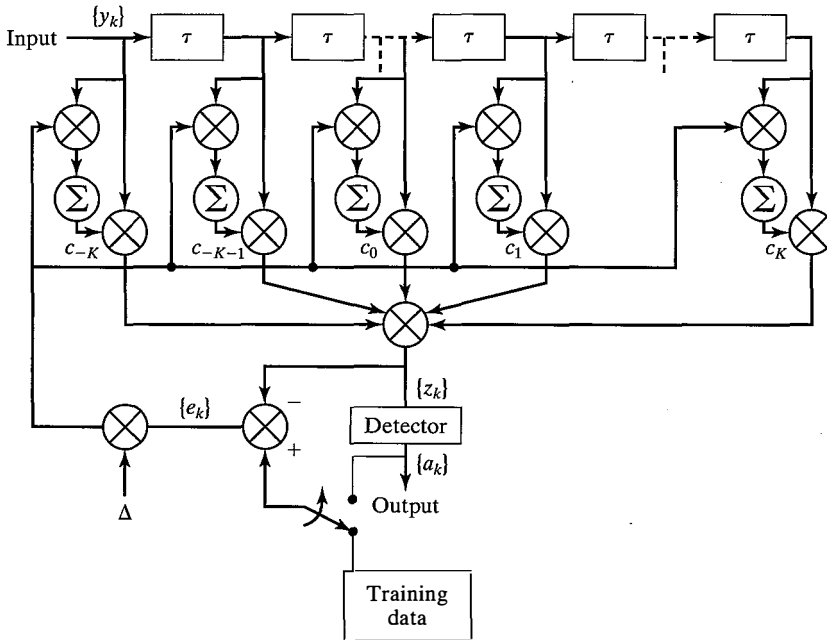 {y_k}
Input
τ
τ
τ
τ
τ
Σ
Σ
Σ
Σ
Σ
c_{-K}
c_{-K-1}
c_0
c_1
c_K
{z_k}
{e_k}
−
Detector
+
{a_k}
Output
Δ
Training
data